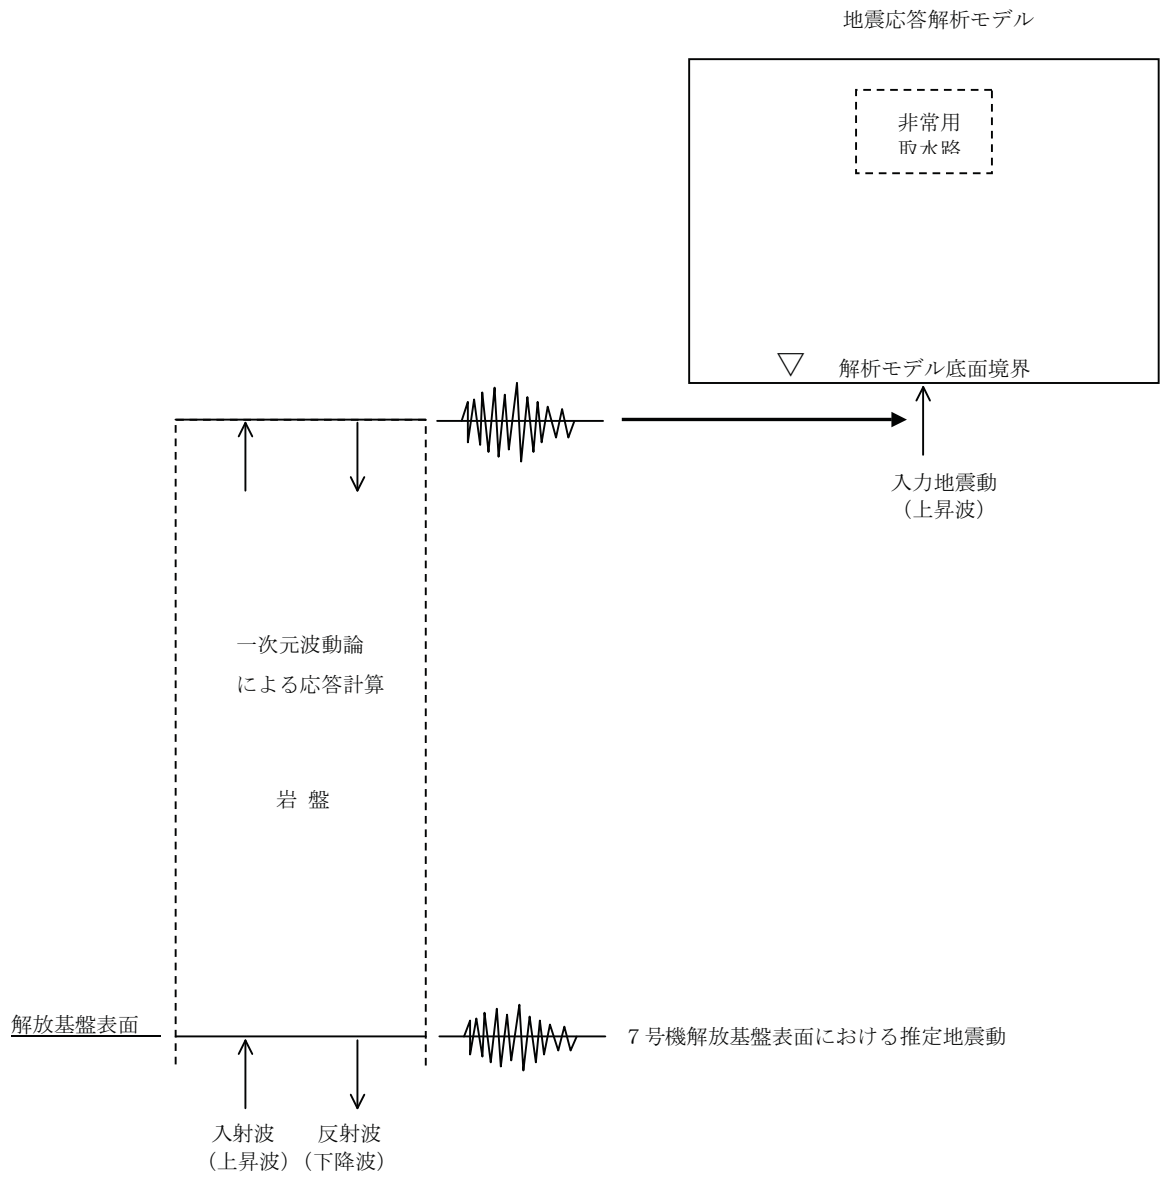 地震応答解析モデル
非常用
取水路
解析モデル底面境界
入力地震動
（上昇波）
一次元波動論
による応答計算
岩 盤
解放基盤表面
７号機解放基盤表面における推定地震動
入射波 反射波
（上昇波）（下降波）